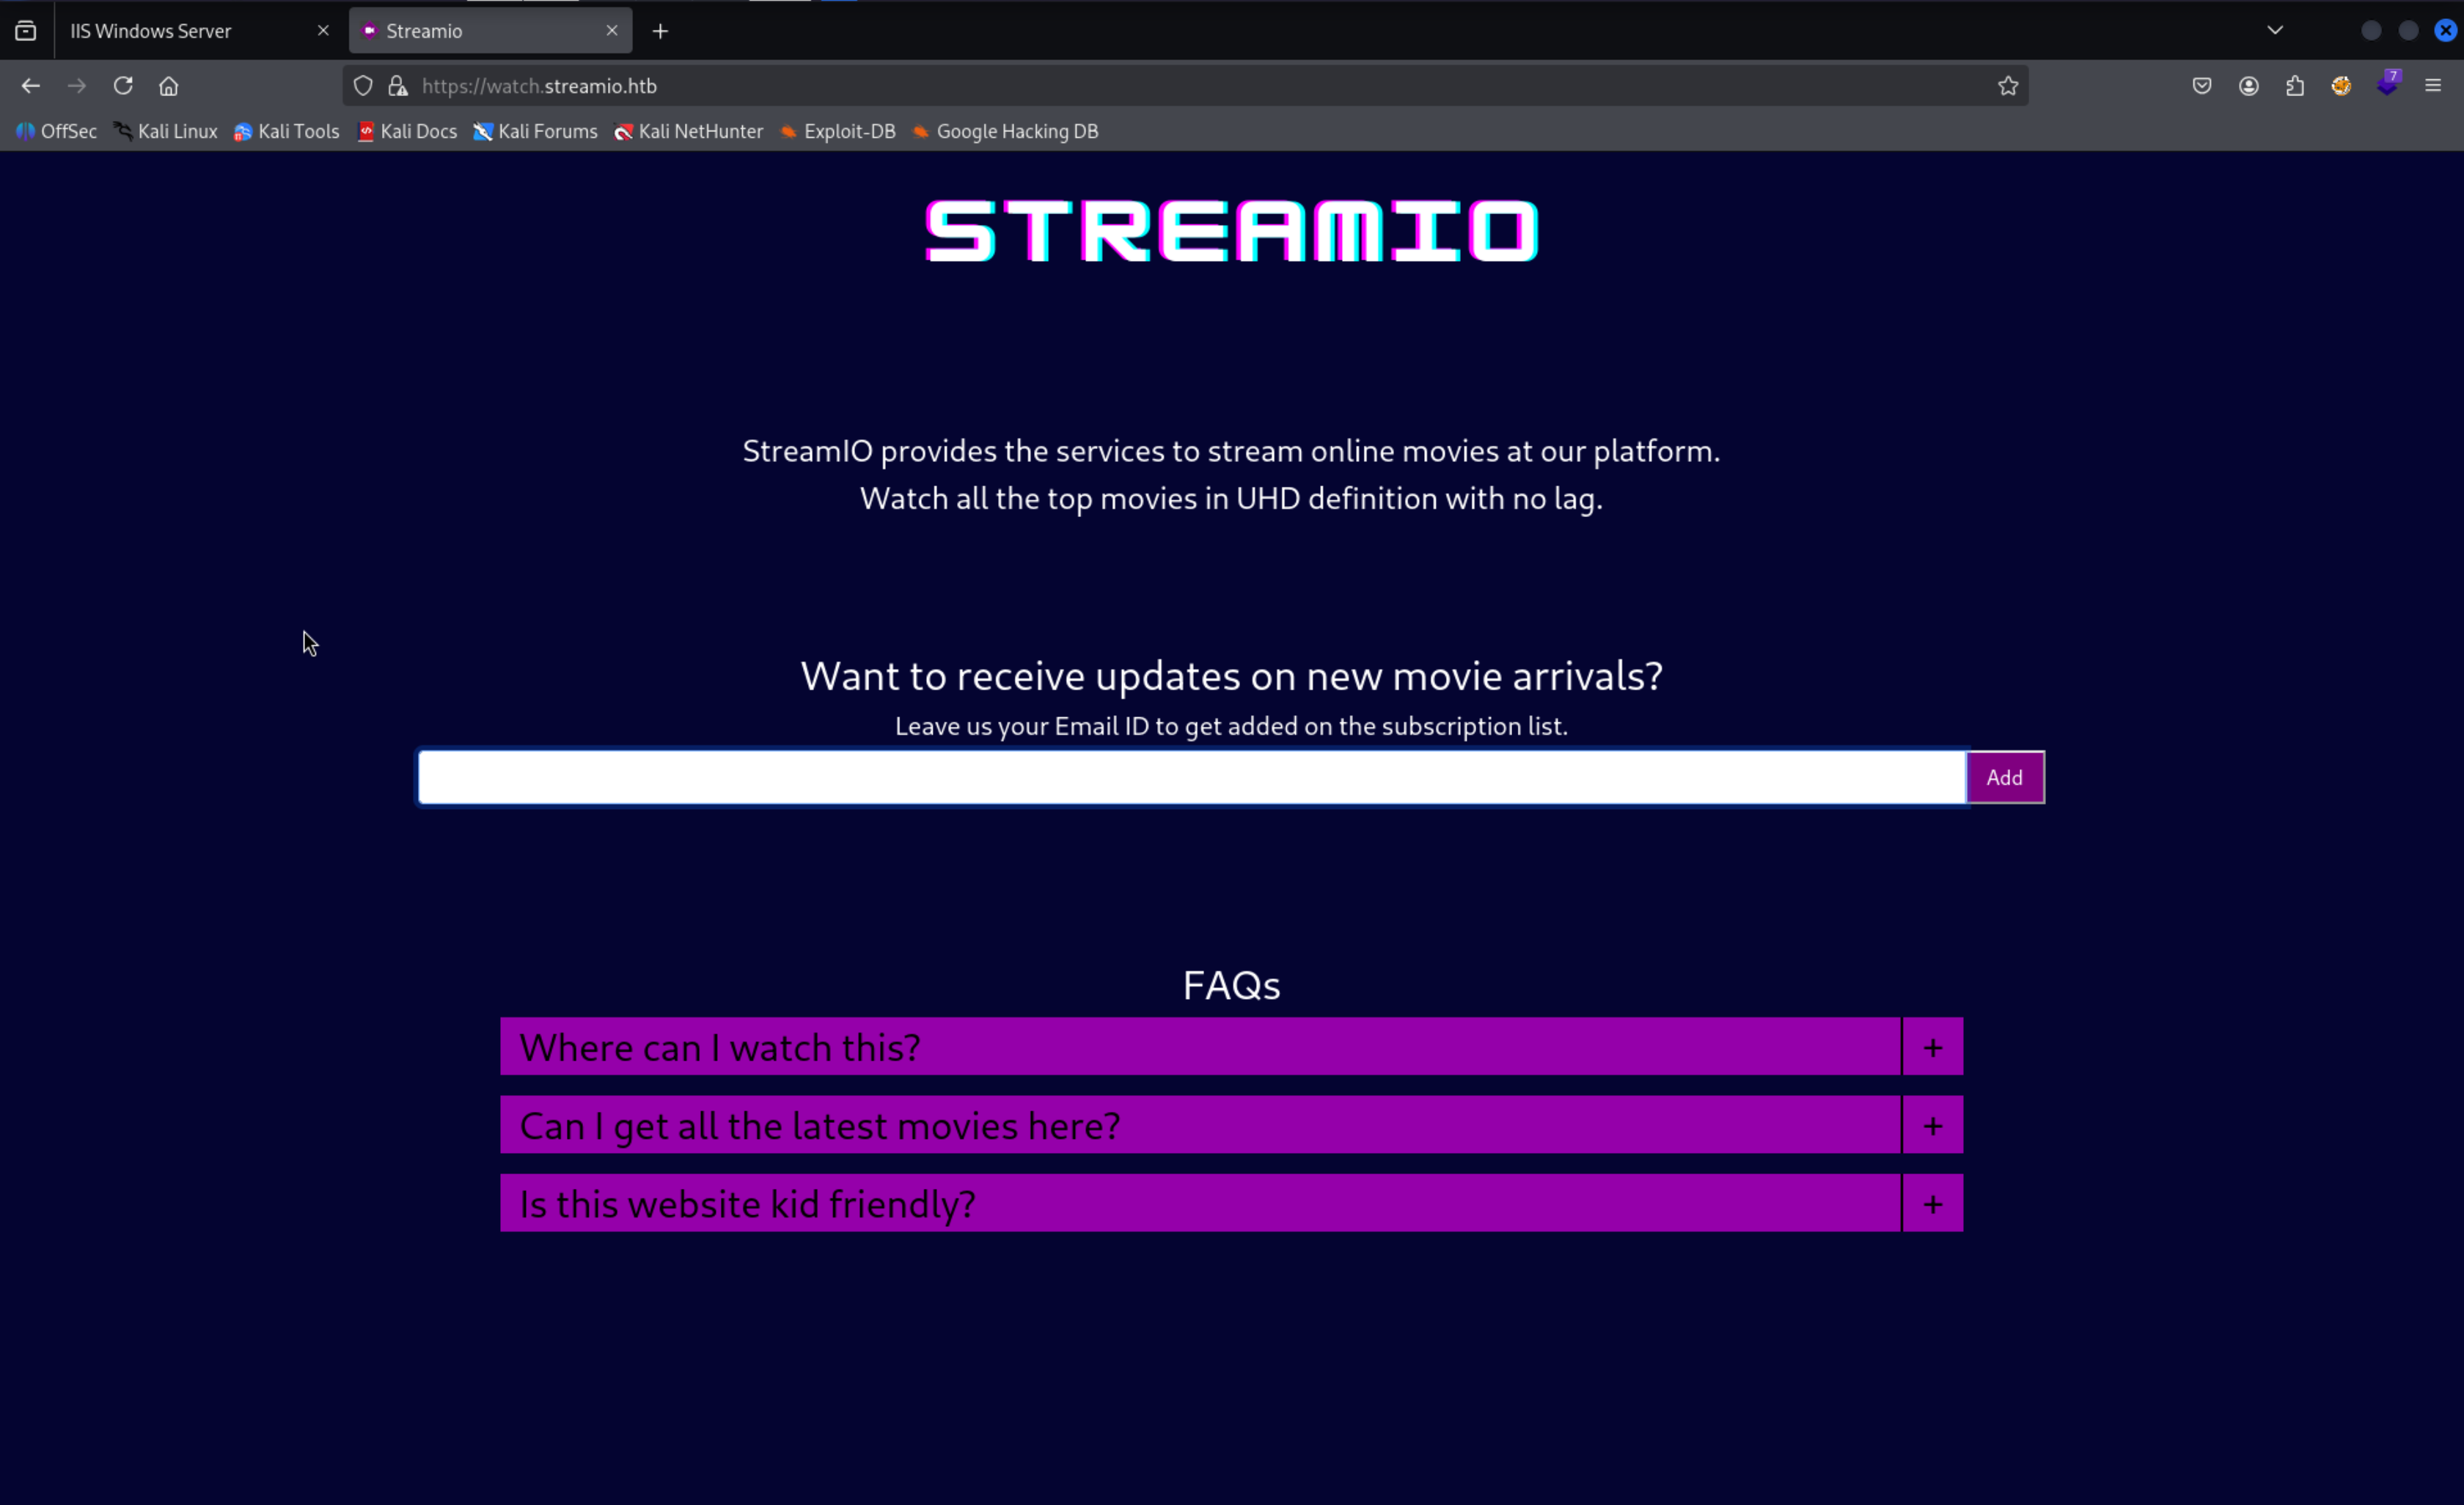 IIS Windows Server
Streamio
https://watch.streamio.htb
7
OffSec Kali Linux Kali Tools Kali Docs Kali Forums Kali NetHunter Exploit-DB Google Hacking DB
STREAMIO
StreamIO provides the services to stream online movies at our platform.
Watch all the top movies in UHD definition with no lag.
Want to receive updates on new movie arrivals?
Leave us your Email ID to get added on the subscription list.
Add
FAQs
Where can I watch this? +
Can I get all the latest movies here? +
Is this website kid friendly? +